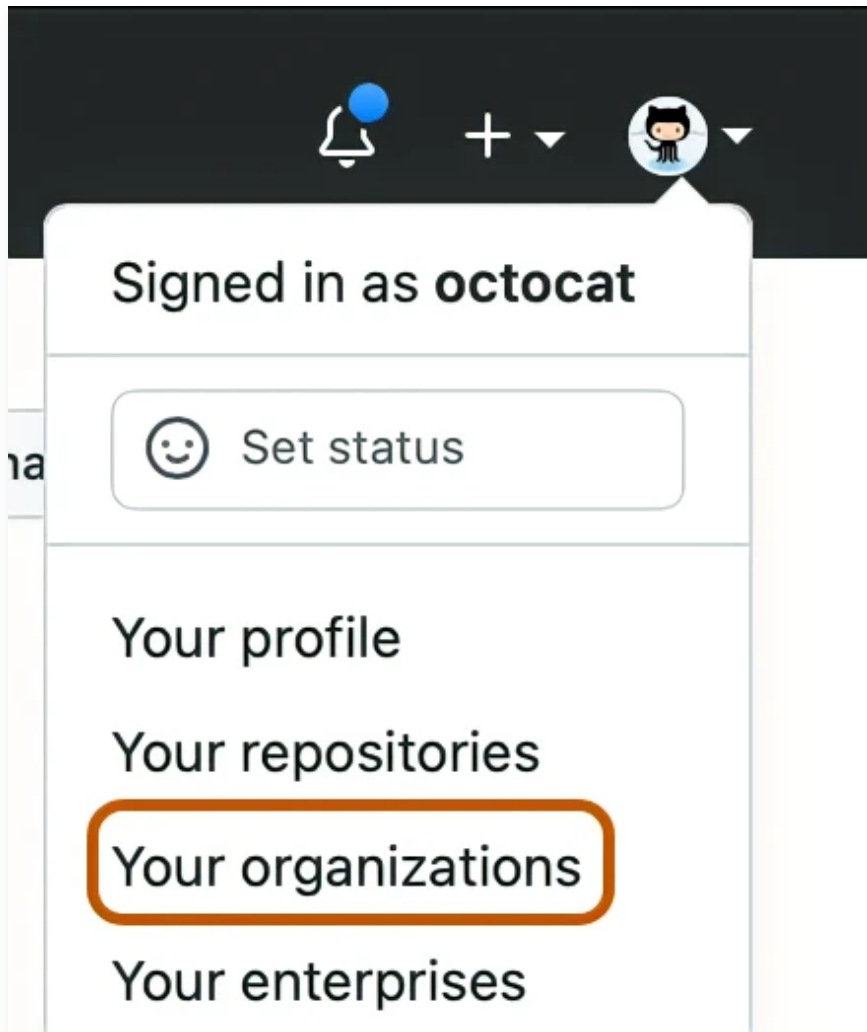 Signed in as octocat
Set status
Your profile
Your repositories
Your organizations
Your enterprises